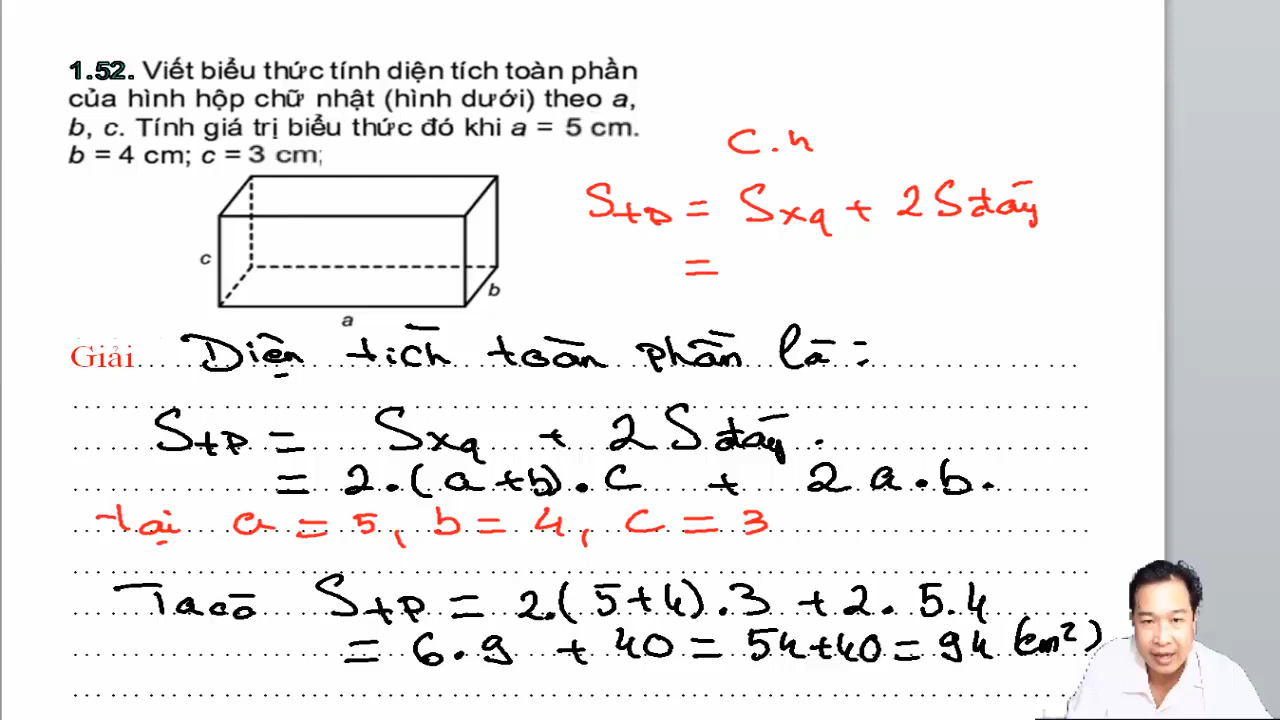 1.52. Viết biểu thức tính diện tích toàn phần
của hình hộp chữ nhật (hình dưới) theo a,
b, c. Tính giá trị biểu thức đó khi a = 5 cm.
b = 4 cm; c = 3 cm;
C.h
Stp = Sxq + 2Sđáy
=
c
b
a
Giải Diện tích toàn phần là:
Stp = Sxq + 2Sđáy.
= 2.(a+b).c + 2a.b.
tại a = 5, b = 4, c = 3
Ta có Stp = 2.(5+4).3 + 2.5.4
= 6.9 + 40 = 54+40 = 94 (cm²)